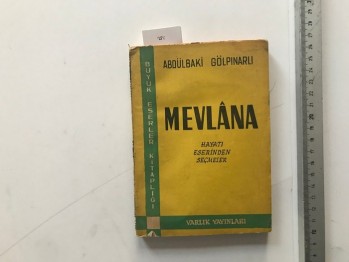 ABDÜLBAKİ GÖLPINARLI
MEVLÂNA
HAYATI
ESERİNDEN
SEÇMELER
VARLIK YAYINLARI
BÜYÜK ESERLER KİTAPLIĞI